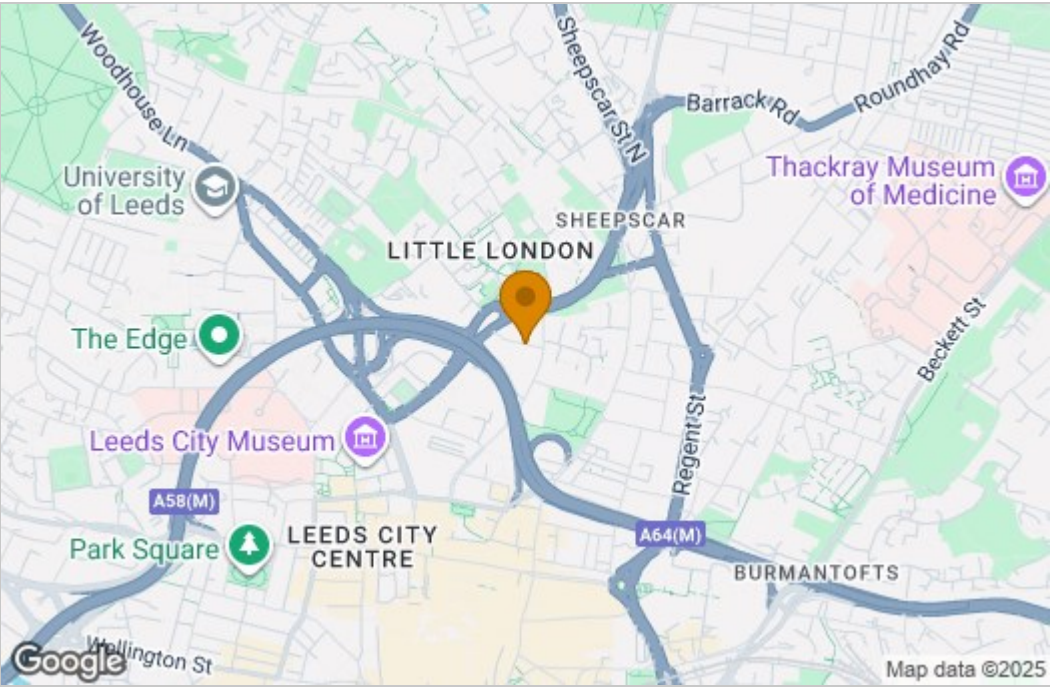 Woodhouse Ln
Sheepscar St N
Barrack Rd
Roundhay Rd
University
of Leeds
Thackray Museum
of Medicine
SHEEPSCAR
LITTLE LONDON
The Edge
Beckett St
Regent St
Leeds City Museum
A58(M)
Park Square
LEEDS CITY
CENTRE
A64(M)
BURMANTOFTS
Wellington St
Google
Map data ©2025